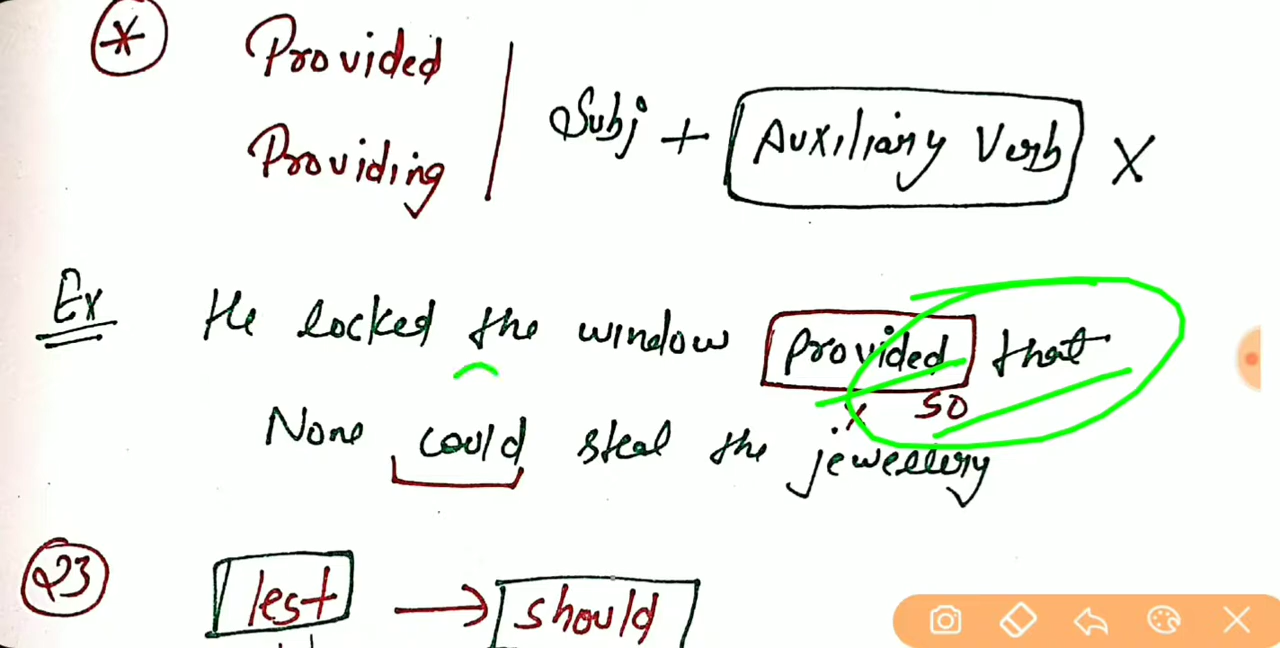 * Provided
Providing
Subj + Auxiliary Verb X
Ex He locked the window provided that
x so
None could steal the jewellery
23 lest → should